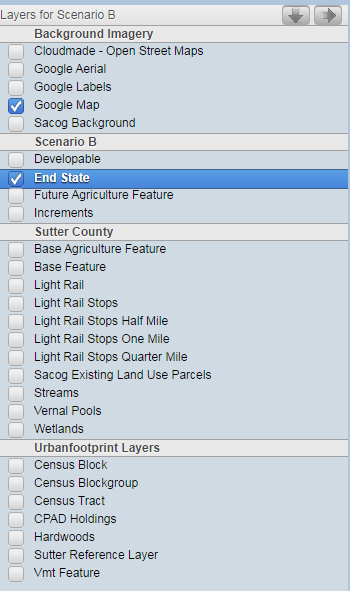 Layers for Scenario B
Background Imagery
Cloudmade - Open Street Maps
Google Aerial
Google Labels
Google Map
Sacog Background
Scenario B
Developable
End State
Future Agriculture Feature
Increments
Sutter County
Base Agriculture Feature
Base Feature
Light Rail
Light Rail Stops
Light Rail Stops Half Mile
Light Rail Stops One Mile
Light Rail Stops Quarter Mile
Sacog Existing Land Use Parcels
Streams
Vernal Pools
Wetlands
Urbanfootprint Layers
Census Block
Census Blockgroup
Census Tract
CPAD Holdings
Hardwoods
Sutter Reference Layer
Vmt Feature